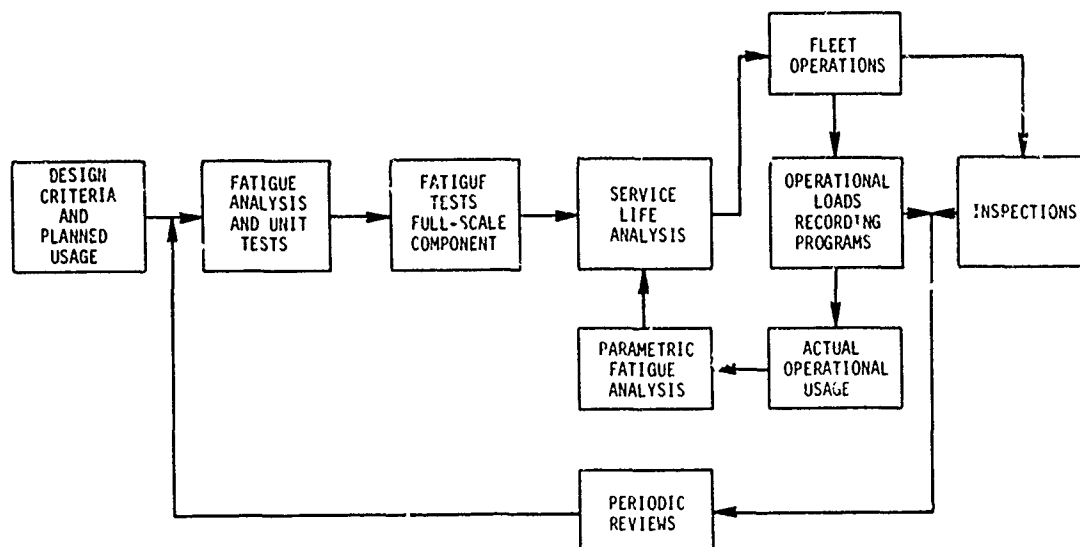 FLEET
OPERATIONS
DESIGN
CRITERIA
AND
PLANNED
USAGE
FATIGUE
ANALYSIS
AND UNIT
TESTS
FATIGUE
TESTS
FULL-SCALE
COMPONENT
SERVICE
LIFE
ANALYSIS
OPERATIONAL
LOADS
RECORDING
PROGRAMS
INSPECTIONS
PARAMETRIC
FATIGUE
ANALYSIS
ACTUAL
OPERATIONAL
USAGE
PERIODIC
REVIEWS